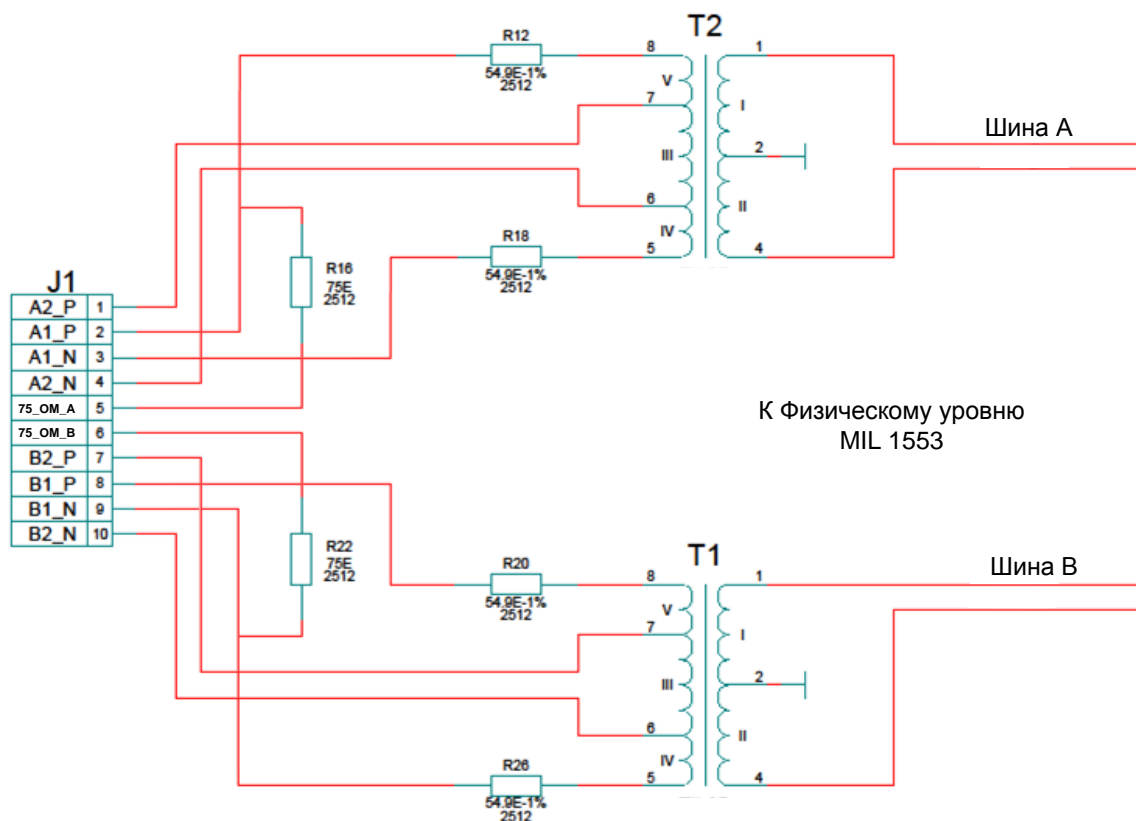 T2
R12
54.9E-1%
2512
8
1
V
7
I
Шина А
III
2
6
II
IV
R18
5
4
54.9E-1%
2512
R16
75E
2512
J1
A2_P 1
A1_P 2
A1_N 3
A2_N 4
75_OM_A 5
75_OM_B 6
B2_P 7
B1_P 8
B1_N 9
B2_N 10
К Физическому уровню
MIL 1553
R22
75E
2512
T1
R20
54.9E-1%
2512
8
1
Шина В
V
7
I
III
2
6
II
IV
R26
5
4
54.9E-1%
2512